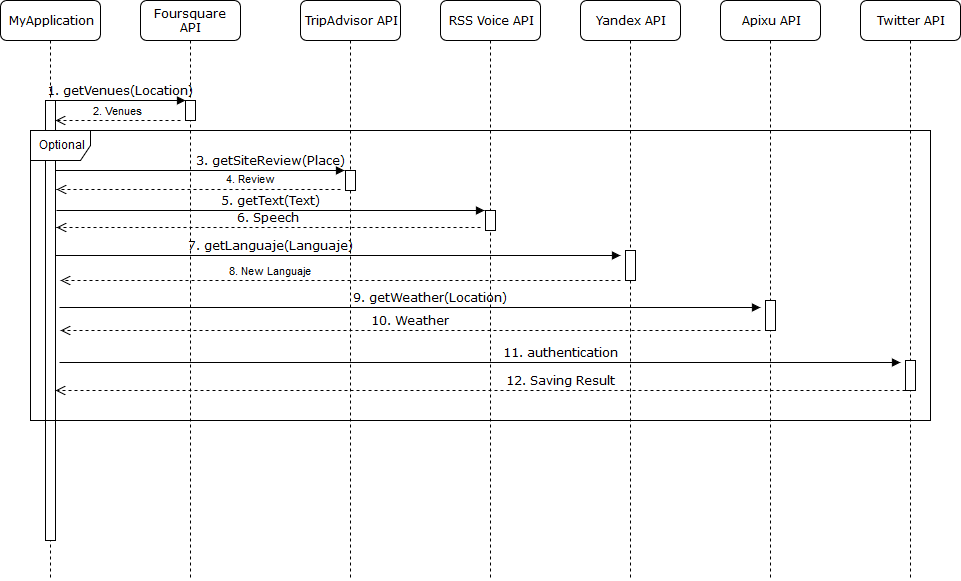 MyApplication
Foursquare
API
TripAdvisor API
RSS Voice API
Yandex API
Apixu API
Twitter API
1. getVenues(Location)
2. Venues
Optional
3. getSiteReview(Place)
4. Review
5. getText(Text)
6. Speech
7. getLanguaje(Languaje)
8. New Languaje
9. getWeather(Location)
10. Weather
11. authentication
12. Saving Result